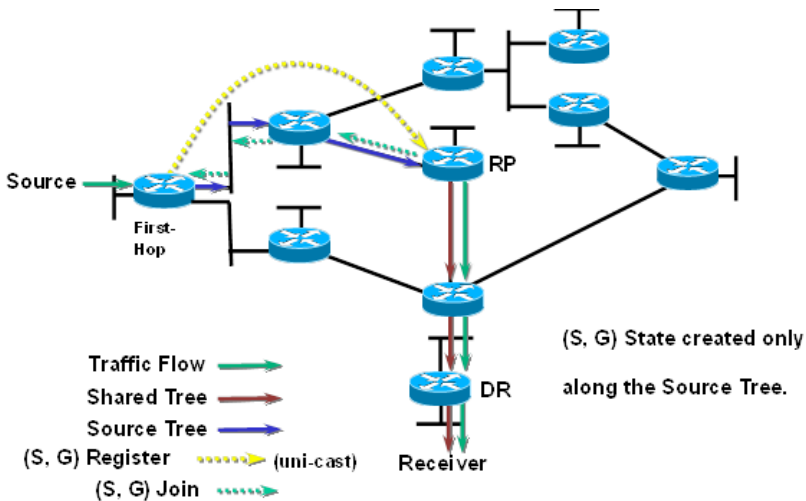 RP
Source
First-
Hop
(S, G) State created only
along the Source Tree.
Traffic Flow
Shared Tree
DR
Source Tree
(S, G) Register
(uni-cast)
Receiver
(S, G) Join